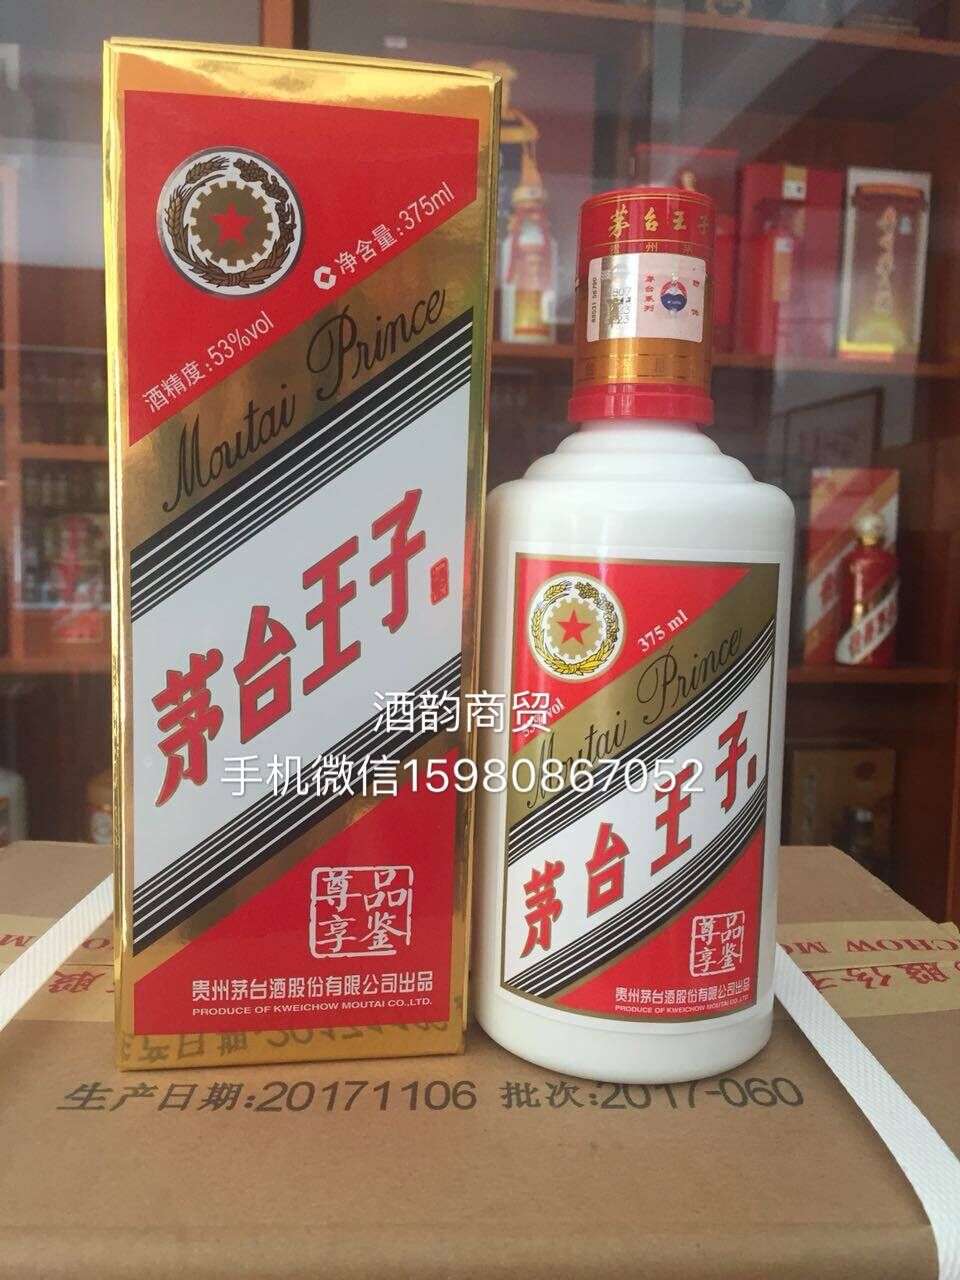 净含量:375ml
酒精度:53%vol
Moutai Prince
茅台王子
品鉴
尊享
贵州茅台酒股份有限公司出品
PRODUCE OF KWEICHOW MOUTAI CO.,LTD.
茅台王子
375 ml
53%vol
Moutai Prince
茅台王子
品鉴
尊享
贵州茅台酒股份有限公司出品
PRODUCE OF KWEICHOW MOUTAI CO.,LTD.
酒韵商贸
手机微信15980867052
生产日期:20171106 批次:2017-060